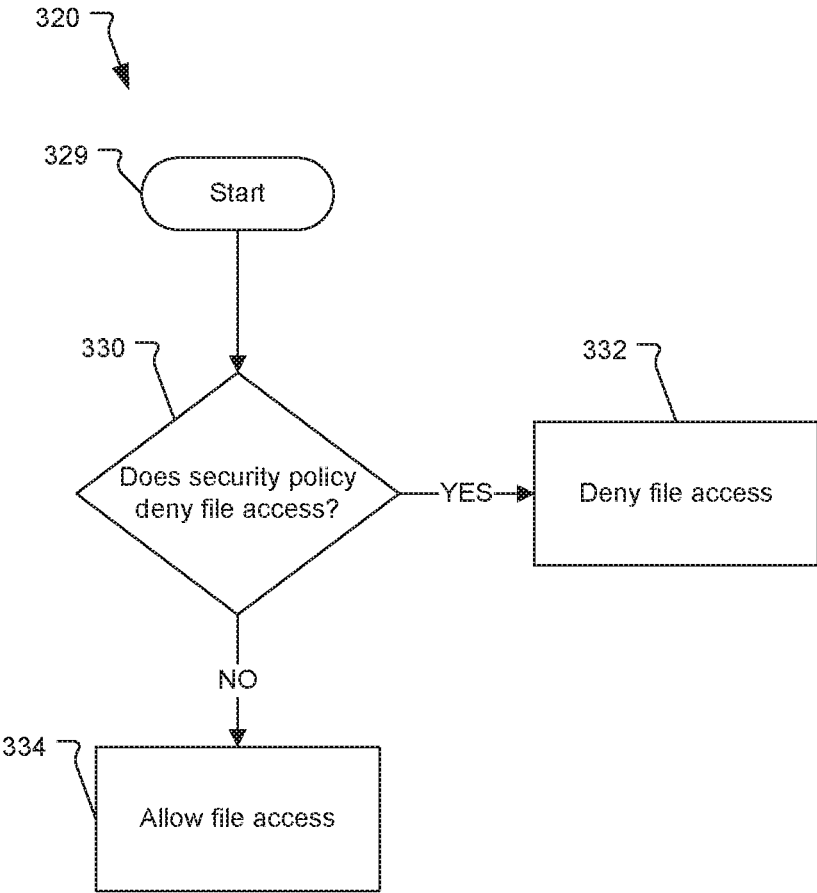 320
329
Start
330
332
Does security policy
deny file access?
YES
Deny file access
NO
334
Allow file access